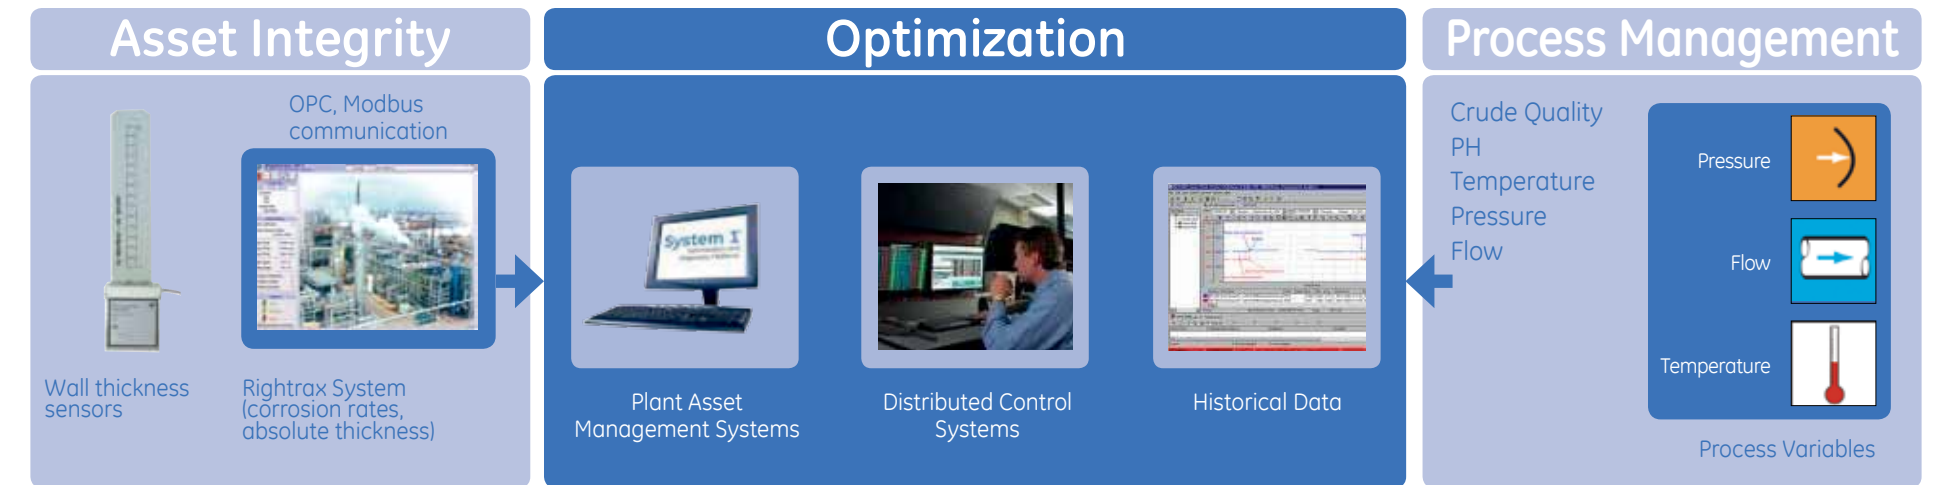 Asset Integrity
OPC, Modbus
communication
Wall thickness
sensors
Rightrax System
(corrosion rates,
absolute thickness)
Optimization
System 1
Plant Asset
Management Systems
Distributed Control
Systems
Historical Data
Process Management
Crude Quality
PH
Temperature
Pressure
Flow
Pressure
Flow
Temperature
Process Variables